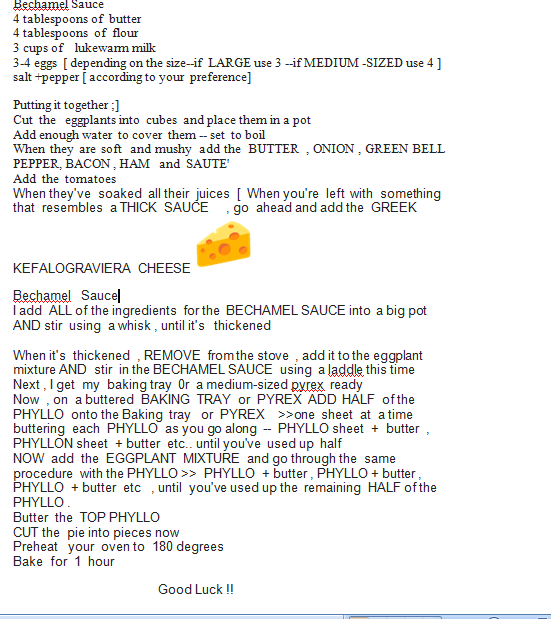 Bechamel Sauce
4 tablespoons of butter
4 tablespoons of flour
3 cups of lukewarm milk
3-4 eggs [ depending on the size--if LARGE use 3 --if MEDIUM -SIZED use 4 ]
salt +pepper [ according to your preference]
Putting it together ;]
Cut the eggplants into cubes and place them in a pot
Add enough water to cover them -- set to boil
When they are soft and mushy add the BUTTER , ONION , GREEN BELL
PEPPER, BACON , HAM and SAUTE'
Add the tomatoes
When they've soaked all their juices [ When you're left with something
that resembles a THICK SAUCE , go ahead and add the GREEK
KEFALOGRAVIERA CHEESE
Bechamel Sauce
I add ALL of the ingredients for the BECHAMEL SAUCE into a big pot
AND stir using a whisk , until it's thickened
When it's thickened , REMOVE from the stove , add it to the eggplant
mixture AND stir in the BECHAMEL SAUCE using a laddle this time
Next , I get my baking tray 0r a medium-sized pyrex ready
Now , on a buttered BAKING TRAY or PYREX ADD HALF of the
PHYLLO onto the Baking tray or PYREX >>one sheet at a time
buttering each PHYLLO as you go along -- PHYLLO sheet + butter ,
PHYLLON sheet + butter etc.. until you've used up half
NOW add the EGGPLANT MIXTURE and go through the same
procedure with the PHYLLO >> PHYLLO + butter , PHYLLO + butter ,
PHYLLO + butter etc , until you've used up the remaining HALF of the
PHYLLO .
Butter the TOP PHYLLO
CUT the pie into pieces now
Preheat your oven to 180 degrees
Bake for 1 hour
Good Luck !!